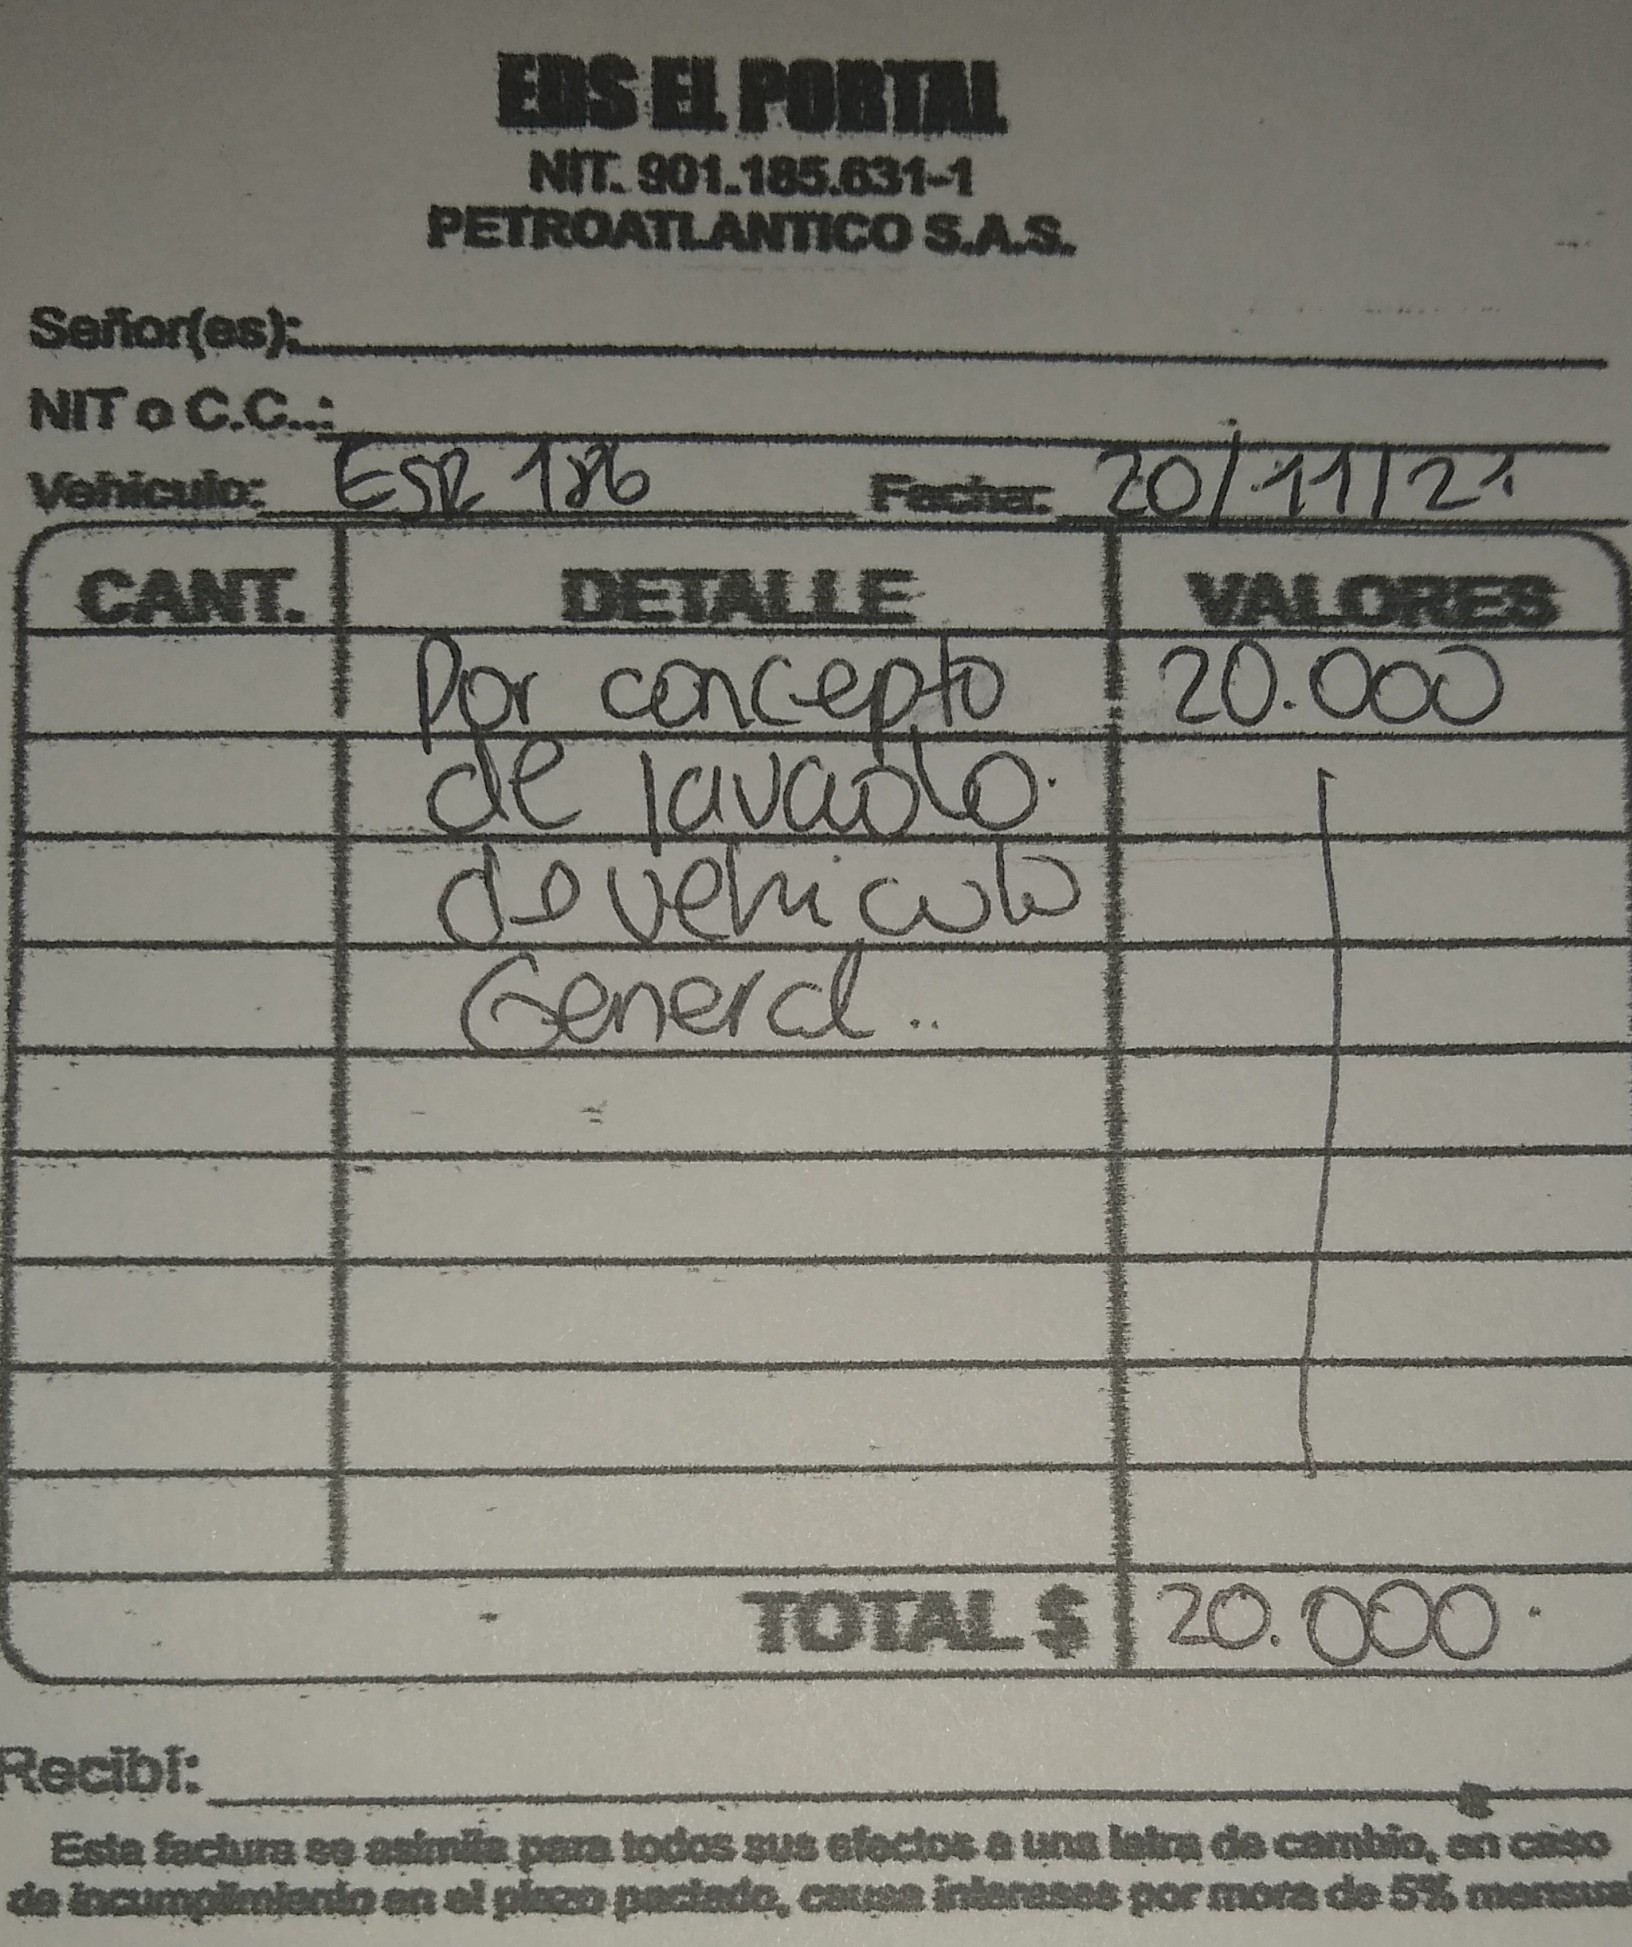 EDS EL PORTAL
NIT. 901.185.631-1
PETROATLANTICO S.A.S.
Señor(es):
NIT o C.C..:
Vehiculo: ESR 186 Fecha: 20/11/21
CANT. DETALLE VALORES
Por concepto 20.000
de lavado.
de vehiculo
General..
TOTAL $ 20.000
Recibí:
Esta factura se asimila para todos sus efectos a una letra de cambio, en caso
de incumplimiento en el plazo pactado, causa intereses por mora de 5% mensual